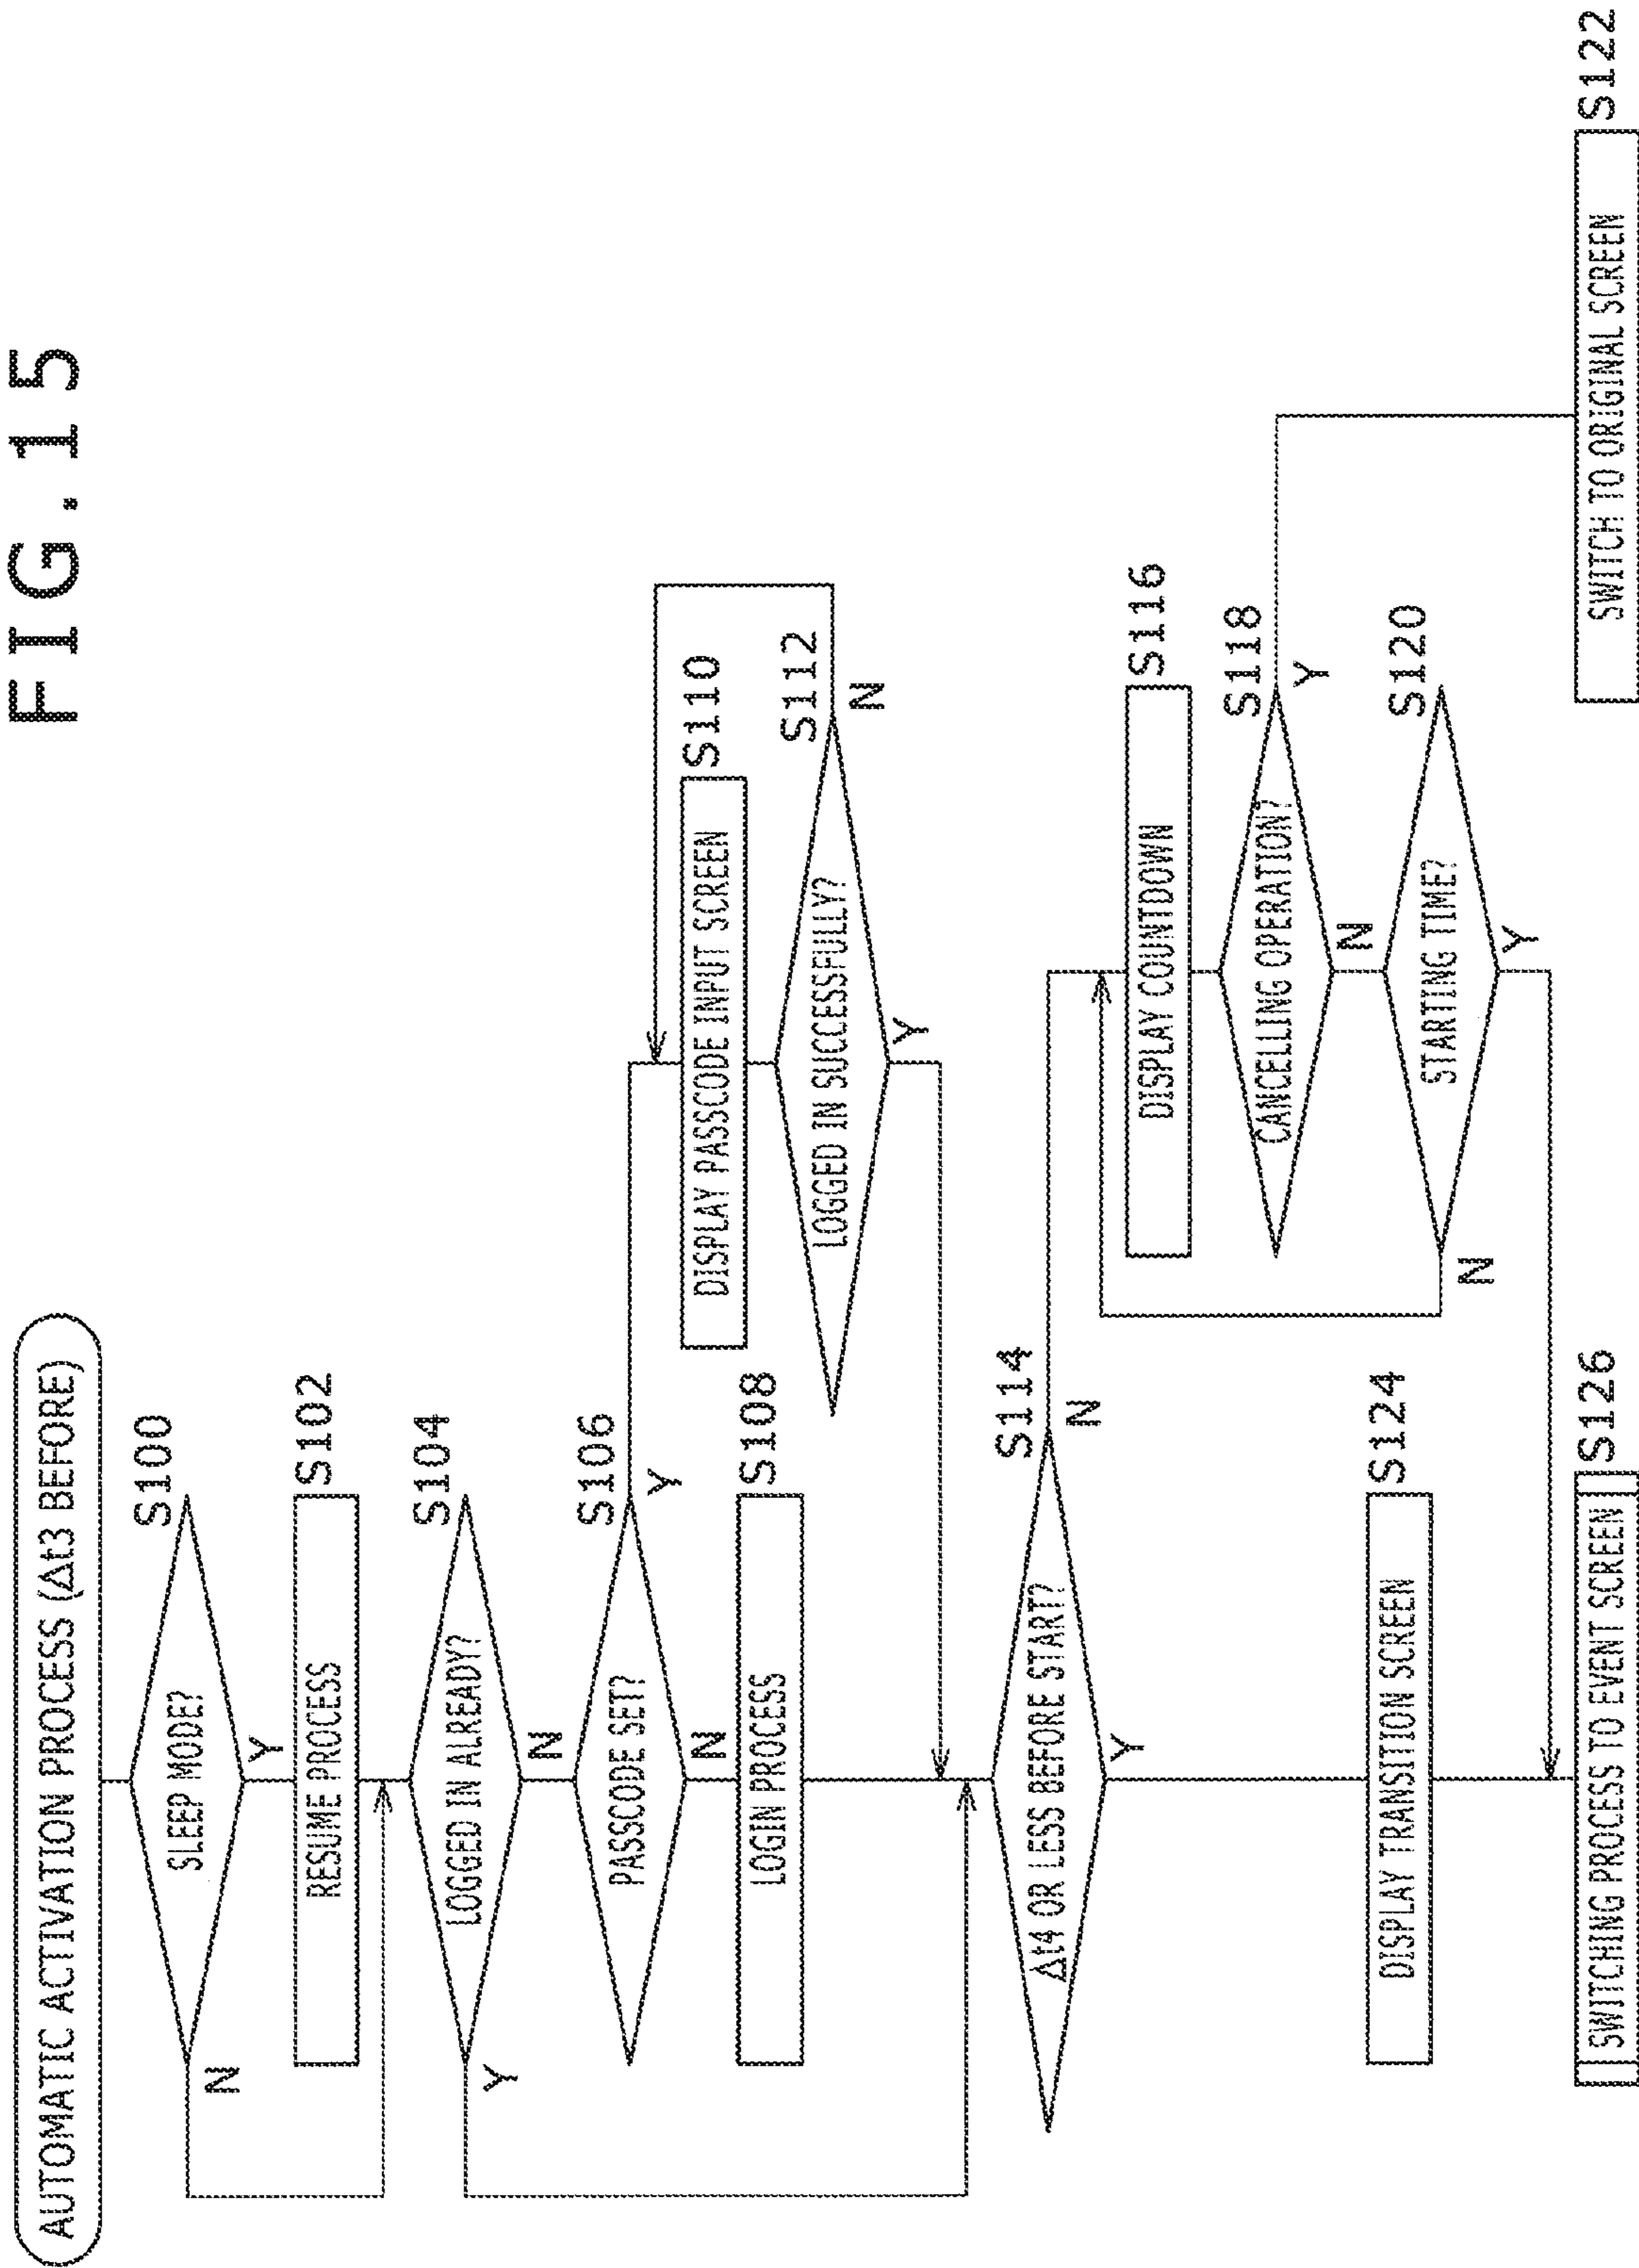 FIG.15
AUTOMATIC ACTIVATION PROCESS (Δt3 BEFORE)
S100
SLEEP MODE?
N
Y
S102
RESUME PROCESS
S104
LOGGED IN ALREADY?
Y
N
S106
PASSCODE SET?
Y
N
S110
DISPLAY PASSCODE INPUT SCREEN
S108
LOGIN PROCESS
S112
LOGGED IN SUCCESSFULLY?
N
Y
S114
Δt4 OR LESS BEFORE START?
N
Y
S116
DISPLAY COUNTDOWN
S118
CANCELLING OPERATION?
Y
N
S120
STARTING TIME?
N
Y
S124
DISPLAY TRANSITION SCREEN
S126
SWITCHING PROCESS TO EVENT SCREEN
S122
SWITCH TO ORIGINAL SCREEN